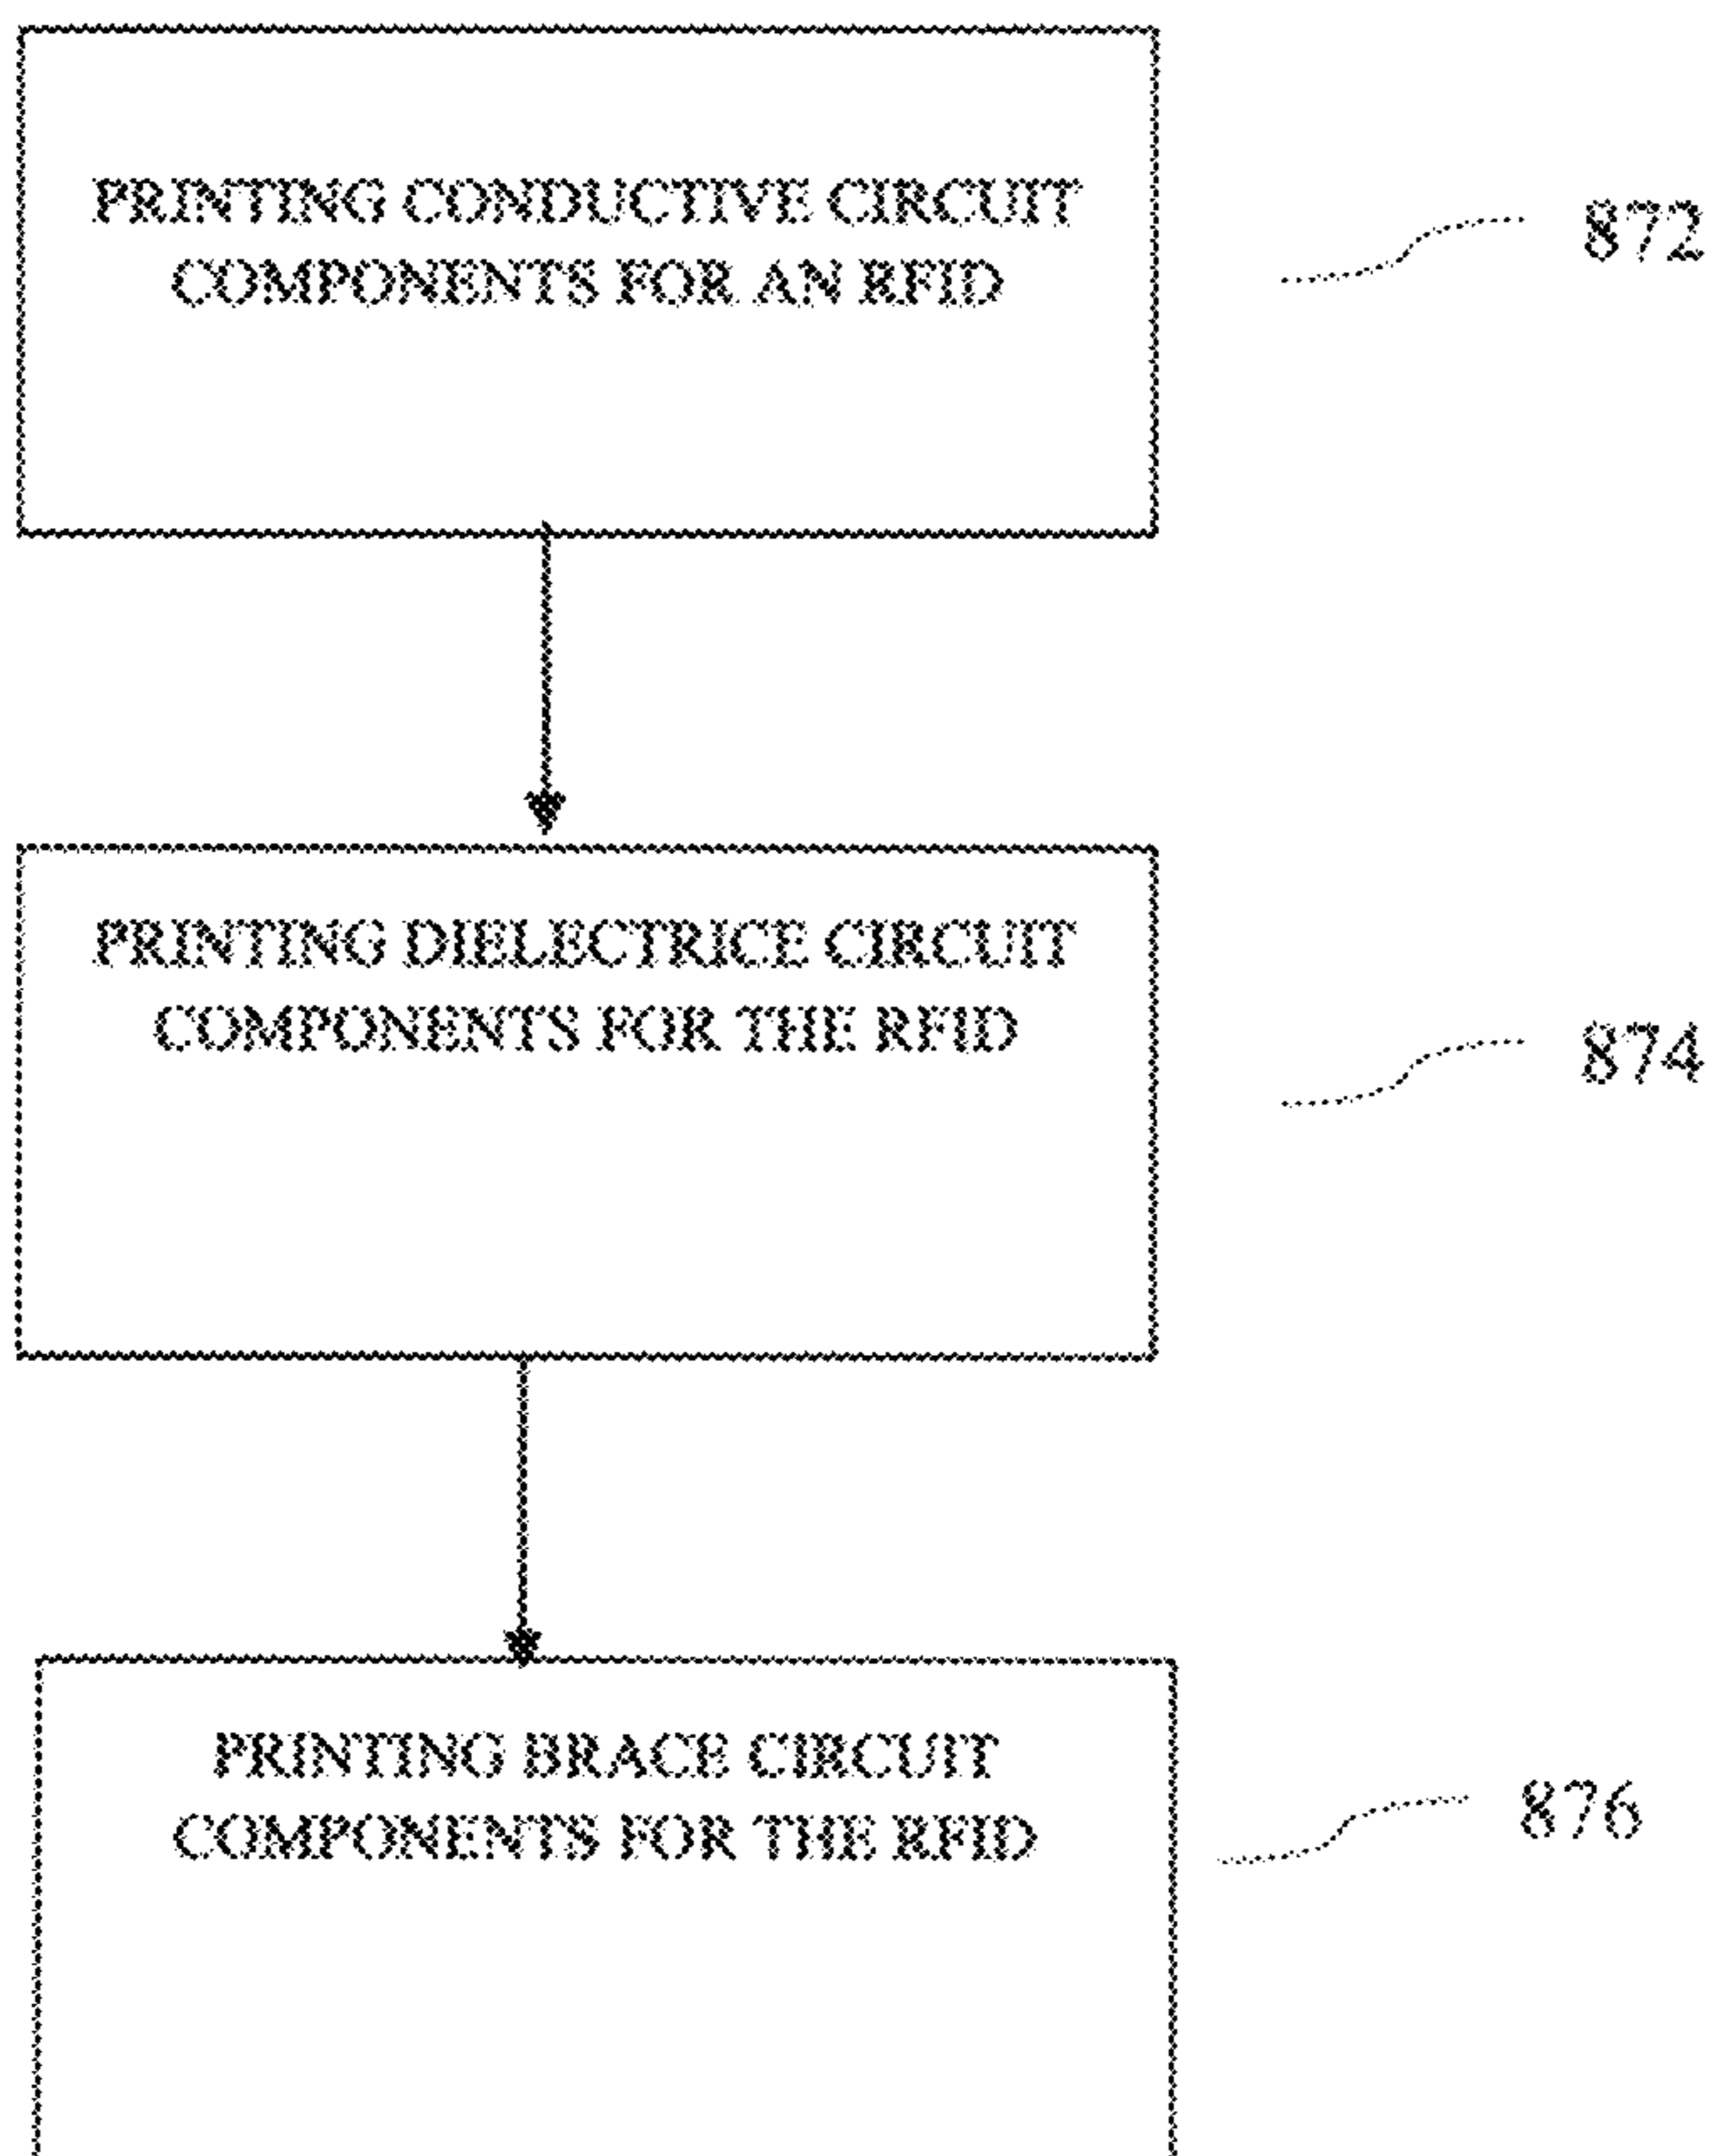 PRINTING CONDUCTIVE CIRCUIT
COMPONENTS FOR AN RFID
872
PRINTING DIELECTRICE CIRCUIT
COMPONENTS FOR THE RFID
874
PRINTING BRACE CIRCUIT
COMPONENTS FOR THE RFID
876